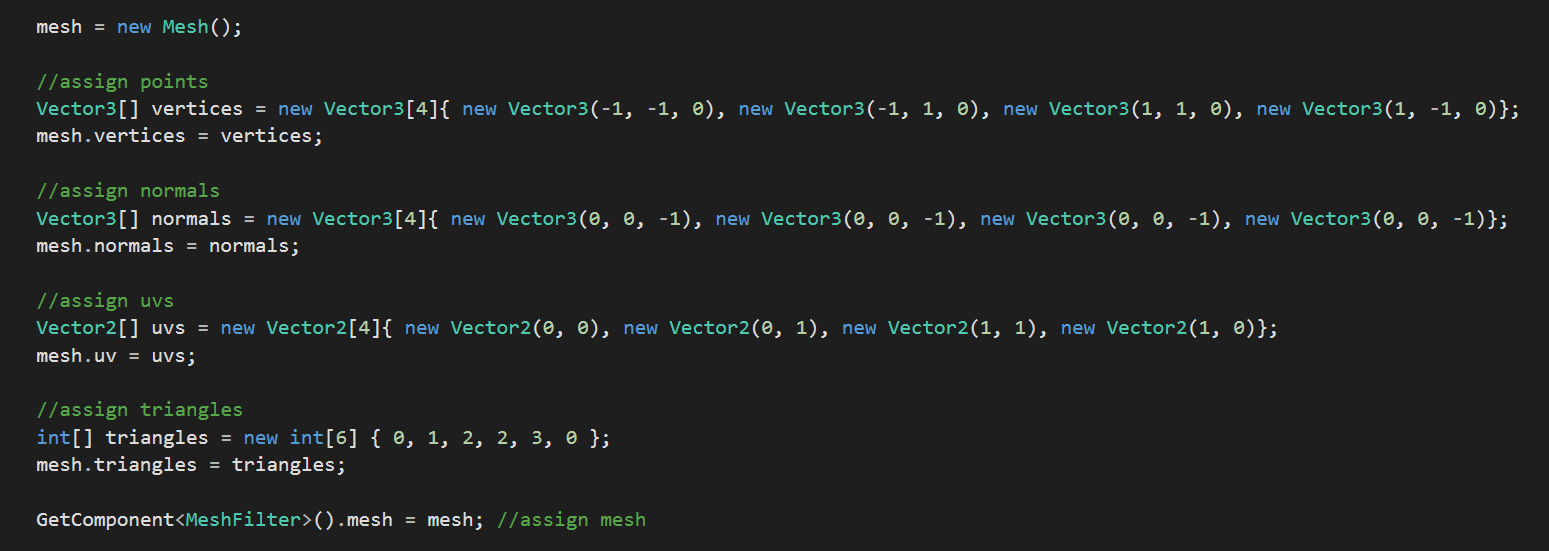 mesh = new Mesh();
//assign points
Vector3[] vertices = new Vector3[4]{ new Vector3(-1, -1, 0), new Vector3(-1, 1, 0), new Vector3(1, 1, 0), new Vector3(1, -1, 0)};
mesh.vertices = vertices;
//assign normals
Vector3[] normals = new Vector3[4]{ new Vector3(0, 0, -1), new Vector3(0, 0, -1), new Vector3(0, 0, -1), new Vector3(0, 0, -1)};
mesh.normals = normals;
//assign uvs
Vector2[] uvs = new Vector2[4]{ new Vector2(0, 0), new Vector2(0, 1), new Vector2(1, 1), new Vector2(1, 0)};
mesh.uv = uvs;
//assign triangles
int[] triangles = new int[6] { 0, 1, 2, 2, 3, 0 };
mesh.triangles = triangles;
GetComponent<MeshFilter>().mesh = mesh; //assign mesh